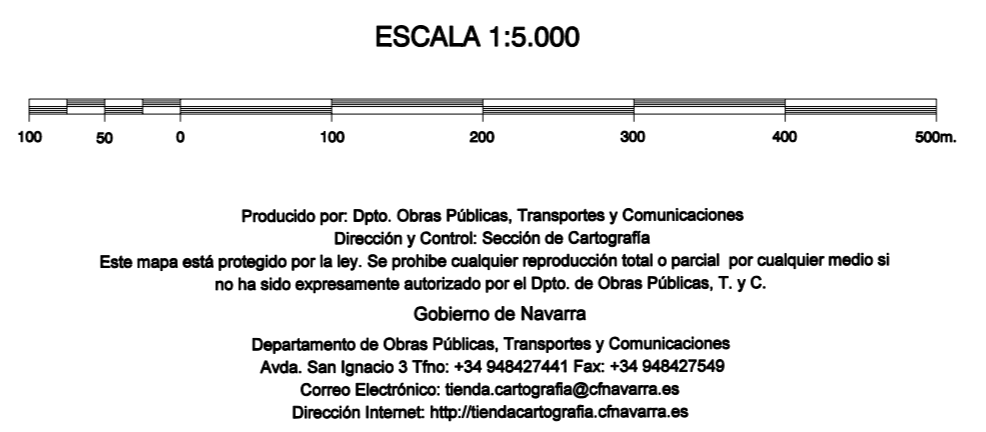 ESCALA 1:5.000
100 50 0 100 200 300 400 500m.
Producido por: Dpto. Obras Públicas, Transportes y Comunicaciones
Dirección y Control: Sección de Cartografía
Este mapa está protegido por la ley. Se prohibe cualquier reproducción total o parcial por cualquier medio si
no ha sido expresamente autorizado por el Dpto. de Obras Públicas, T. y C.
Gobierno de Navarra
Departamento de Obras Públicas, Transportes y Comunicaciones
Avda. San Ignacio 3 Tfno: +34 948427441 Fax: +34 948427549
Correo Electrónico: tienda.cartografia@cfnavarra.es
Dirección Internet: http://tiendacartografia.cfnavarra.es